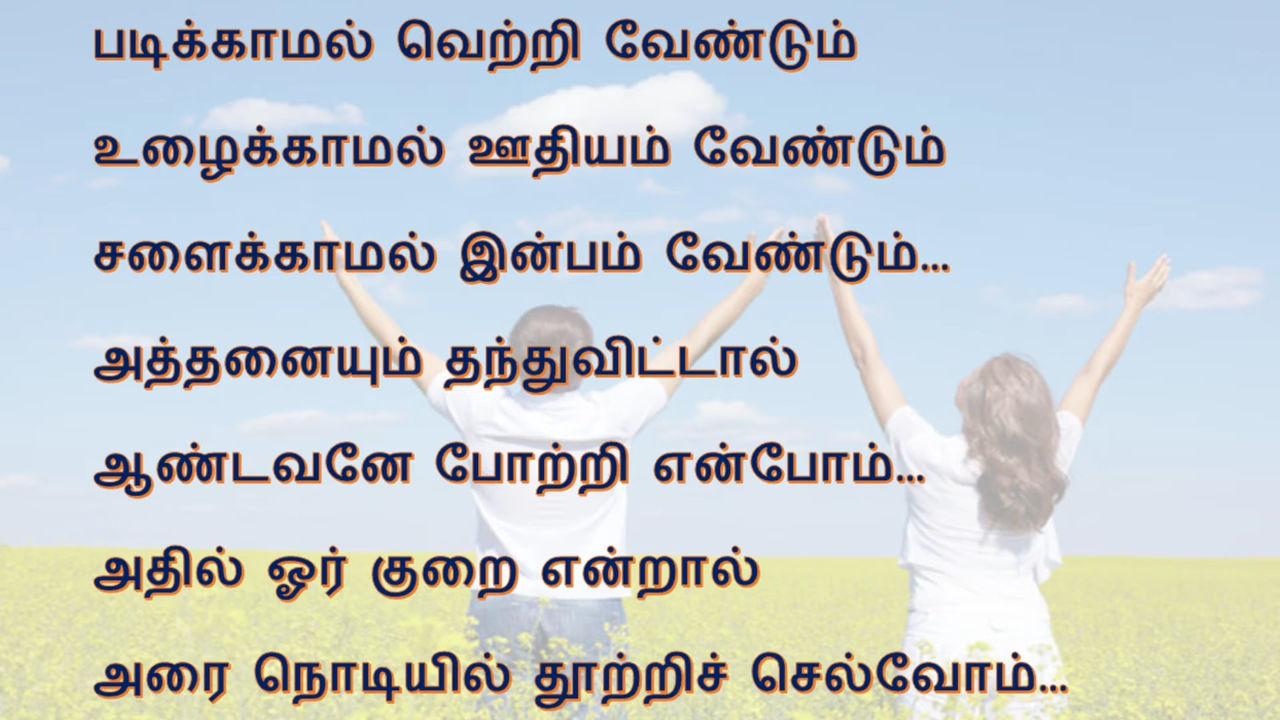 படிக்காமல் வெற்றி வேண்டும்
உழைக்காமல் ஊதியம் வேண்டும்
சளைக்காமல் இன்பம் வேண்டும்...
அத்தனையும் தந்துவிட்டால்
ஆண்டவனே போற்றி என்போம்...
அதில் ஓர் குறை என்றால்
அரை நொடியில் தூற்றிச் செல்வோம்...